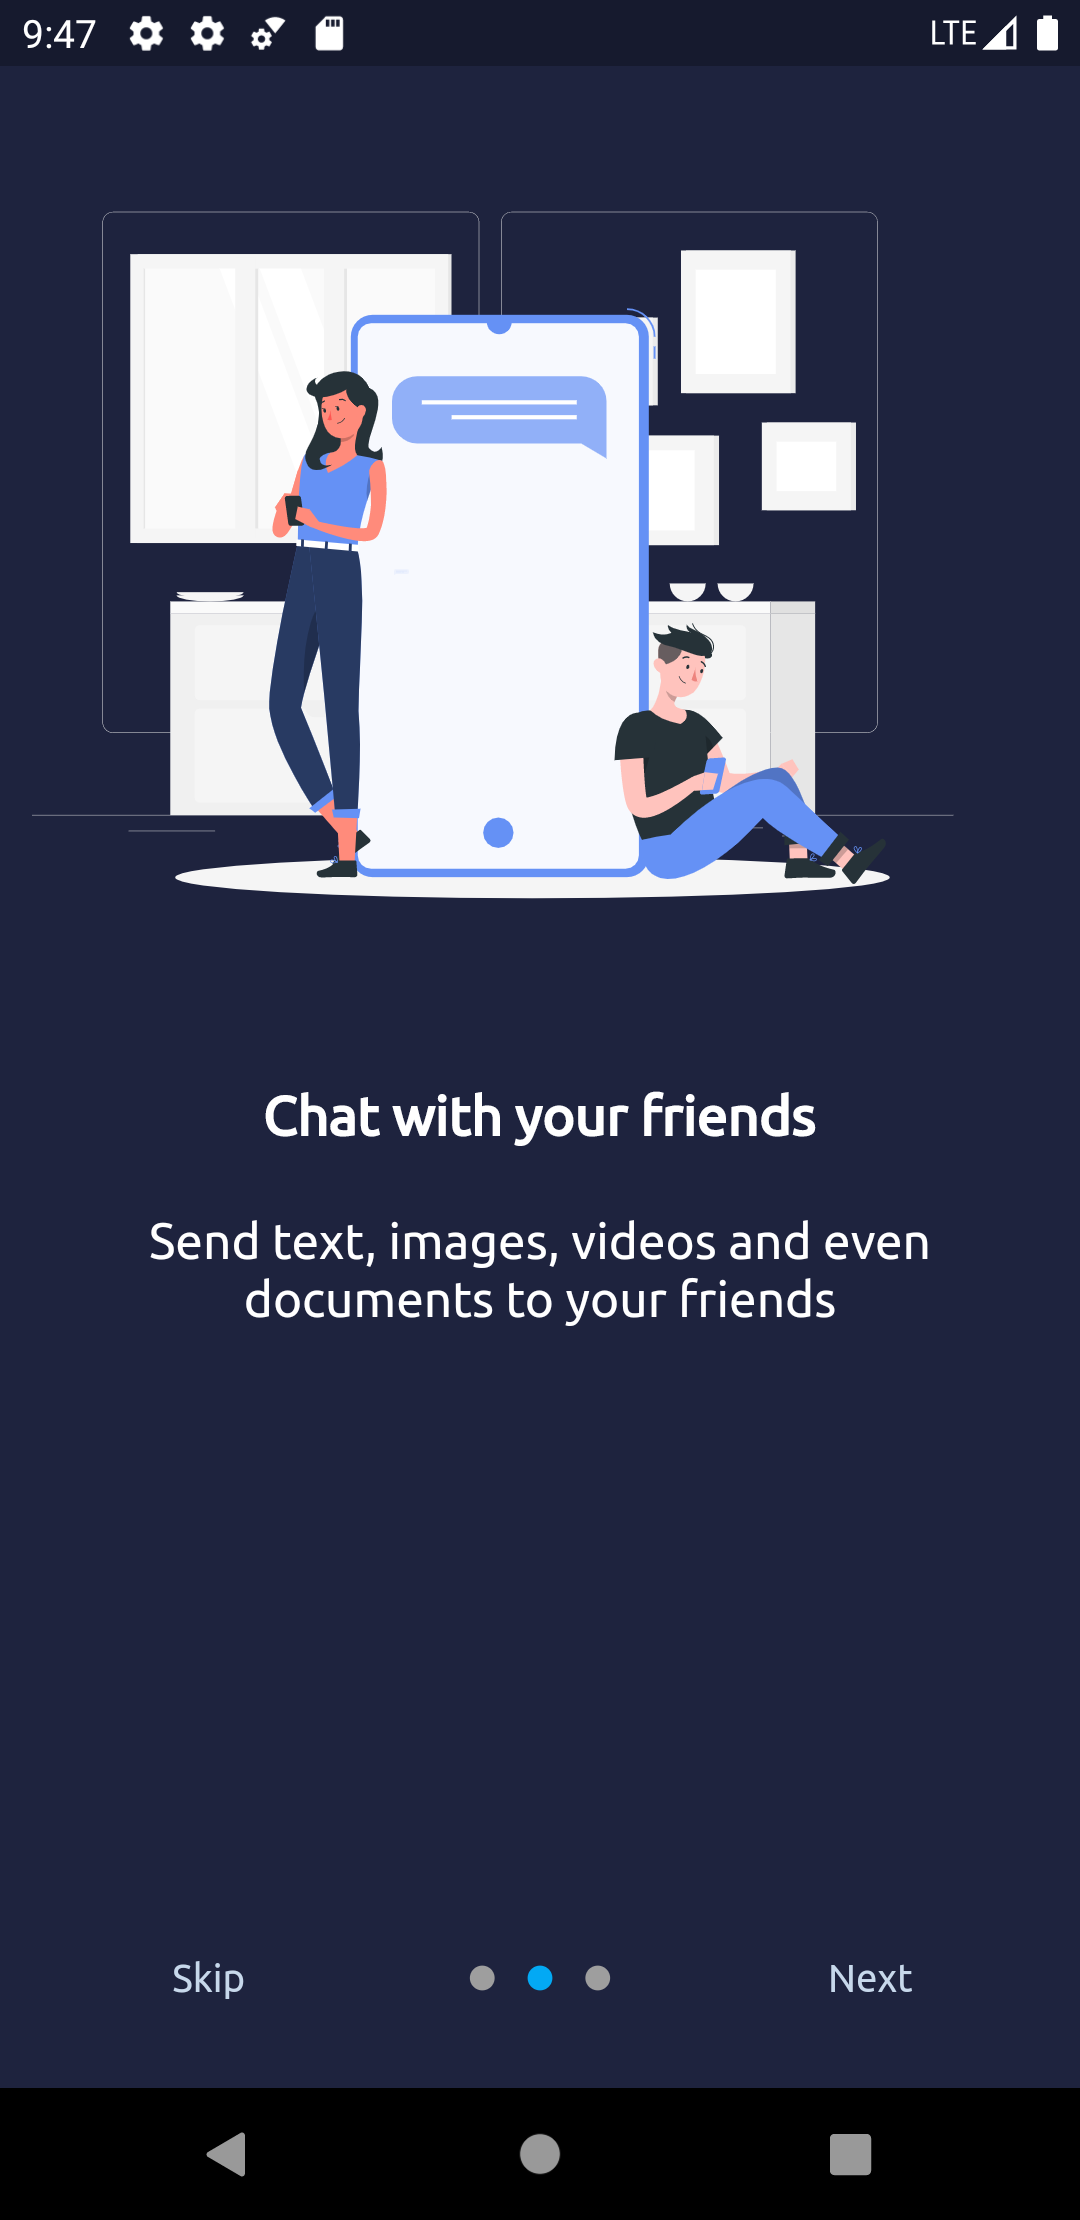 9:47 LTE
Chat with your friends
Send text, images, videos and even
documents to your friends
Skip Next